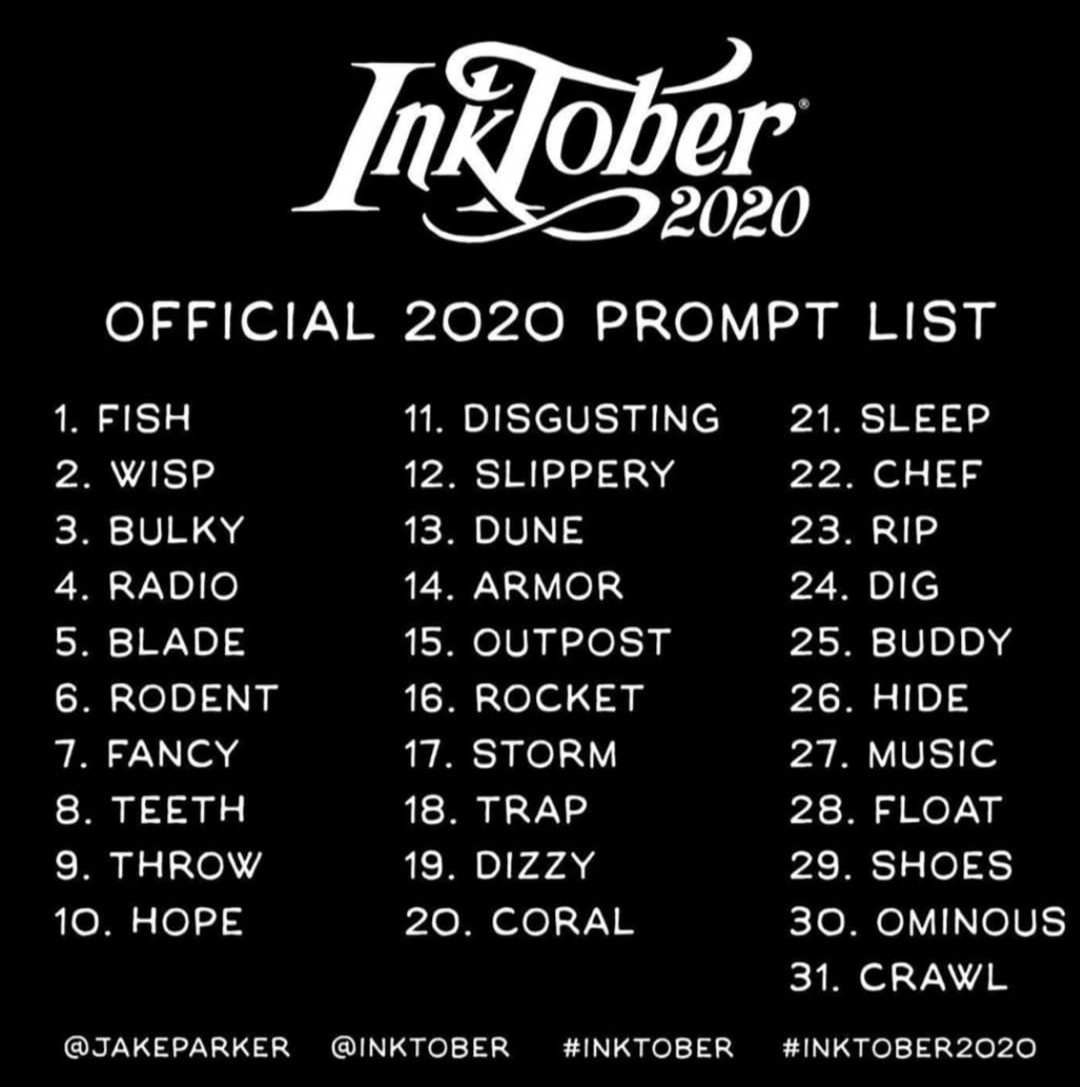 InkTober®
2020
OFFICIAL 2020 PROMPT LIST
1. FISH
2. WISP
3. BULKY
4. RADIO
5. BLADE
6. RODENT
7. FANCY
8. TEETH
9. THROW
10. HOPE
11. DISGUSTING
12. SLIPPERY
13. DUNE
14. ARMOR
15. OUTPOST
16. ROCKET
17. STORM
18. TRAP
19. DIZZY
20. CORAL
21. SLEEP
22. CHEF
23. RIP
24. DIG
25. BUDDY
26. HIDE
27. MUSIC
28. FLOAT
29. SHOES
30. OMINOUS
31. CRAWL
@JAKEPARKER @INKTOBER #INKTOBER #INKTOBER2020